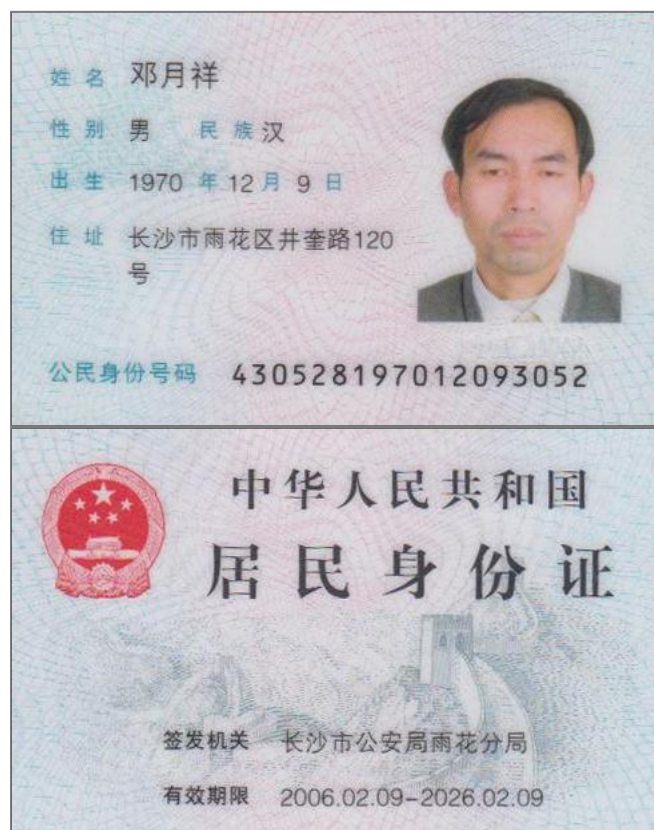 姓名 邓月祥
性别 男 民族 汉
出生 1970 年 12 月 9 日
住址 长沙市雨花区井奎路120
号
公民身份号码 430528197012093052
中华人民共和国
居民身份证
签发机关 长沙市公安局雨花分局
有效期限 2006.02.09-2026.02.09